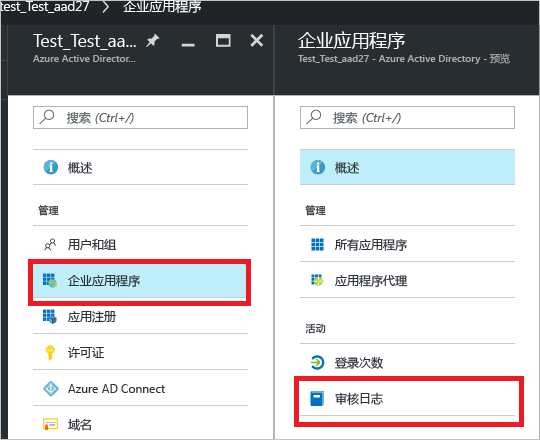 test_Test_aad27 > 企业应用程序
Test_Test_aad...
Azure Active Director...
搜索 (Ctrl+/)
概述
管理
用户和组
企业应用程序
应用注册
许可证
Azure AD Connect
域名
企业应用程序
Test_Test_aad27 - Azure Active Directory - 预览
搜索 (Ctrl+/)
概述
管理
所有应用程序
应用程序代理
活动
登录次数
审核日志